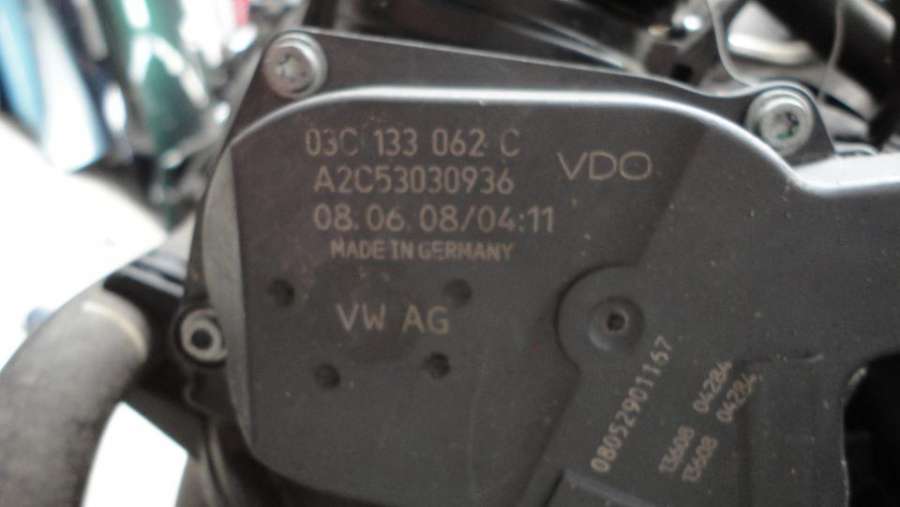 03C 133 062 C
VDO
A2C53030936
08.06.08/04:11
MADE IN GERMANY
VW AG
08052901167
13608 04284
13608 04284